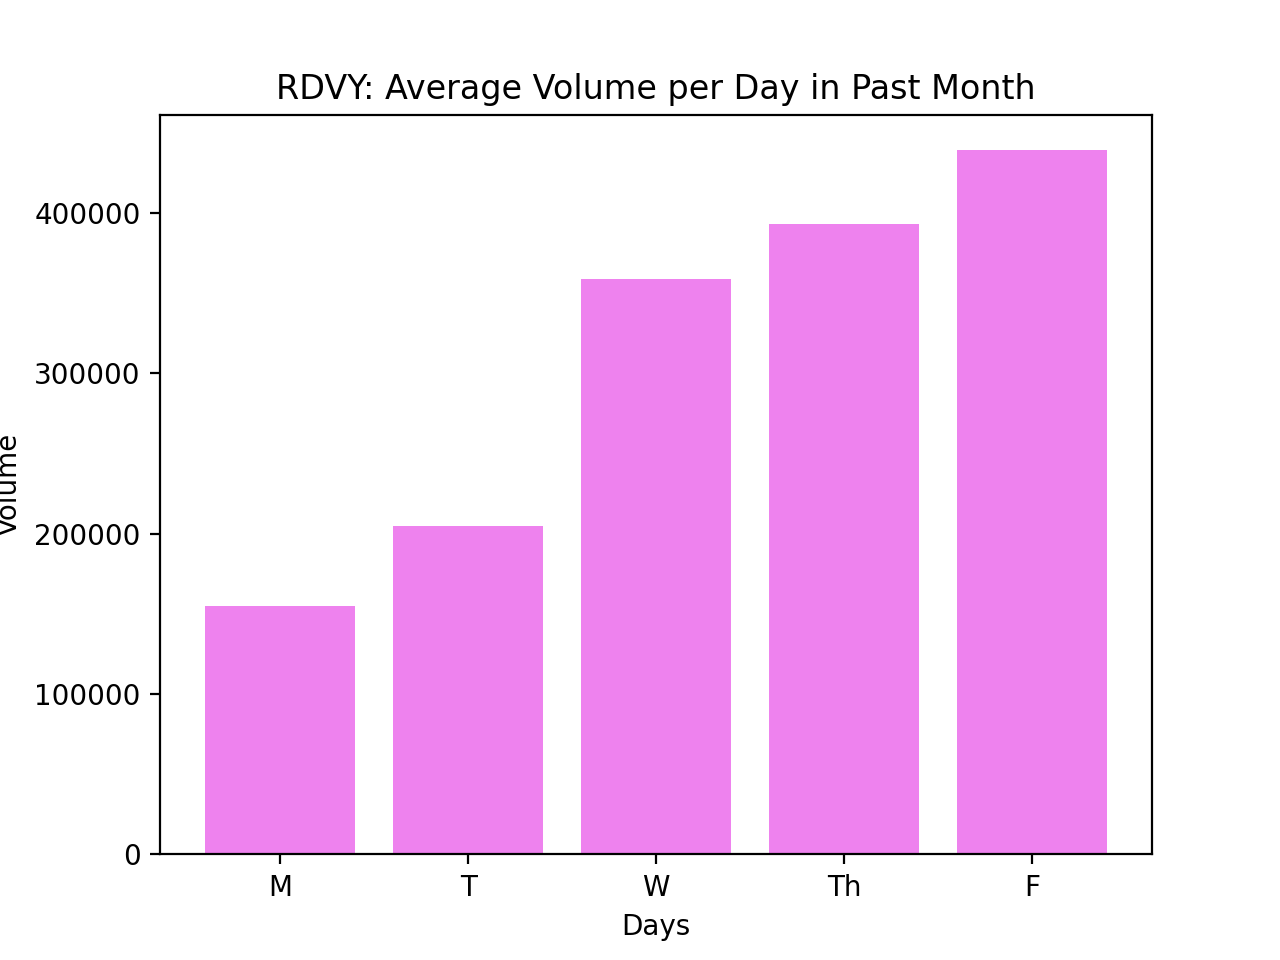 RDVY: Average Volume per Day in Past Month
Volume
400000
300000
200000
100000
0
M T W Th F
Days